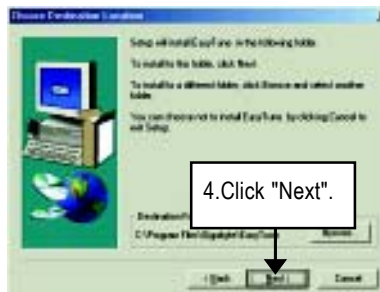 Choose Destination Location
Setup will install EasyTune in the following folder.
To install to this folder, click Next.
To install to a different folder, click Browse and select another
folder.
You can choose not to install EasyTune by clicking Cancel to
exit Setup.
4.Click "Next".
Destination
C:\Program Files\Gigabyte\EasyTune
Browse
< Back
Next >
Cancel